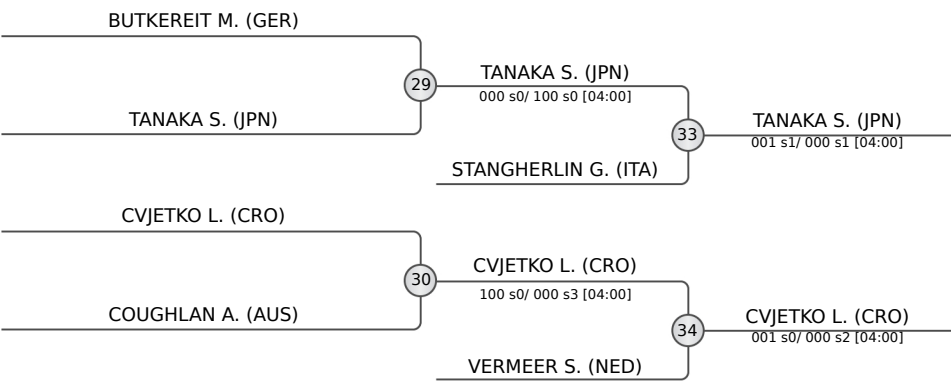 BUTKEREIT M. (GER)
29
TANAKA S. (JPN)
TANAKA S. (JPN)
000 s0/ 100 s0 [04:00]
33
TANAKA S. (JPN)
001 s1/ 000 s1 [04:00]
STANGHERLIN G. (ITA)
CVJETKO L. (CRO)
30
COUGHLAN A. (AUS)
CVJETKO L. (CRO)
100 s0/ 000 s3 [04:00]
34
CVJETKO L. (CRO)
001 s0/ 000 s2 [04:00]
VERMEER S. (NED)